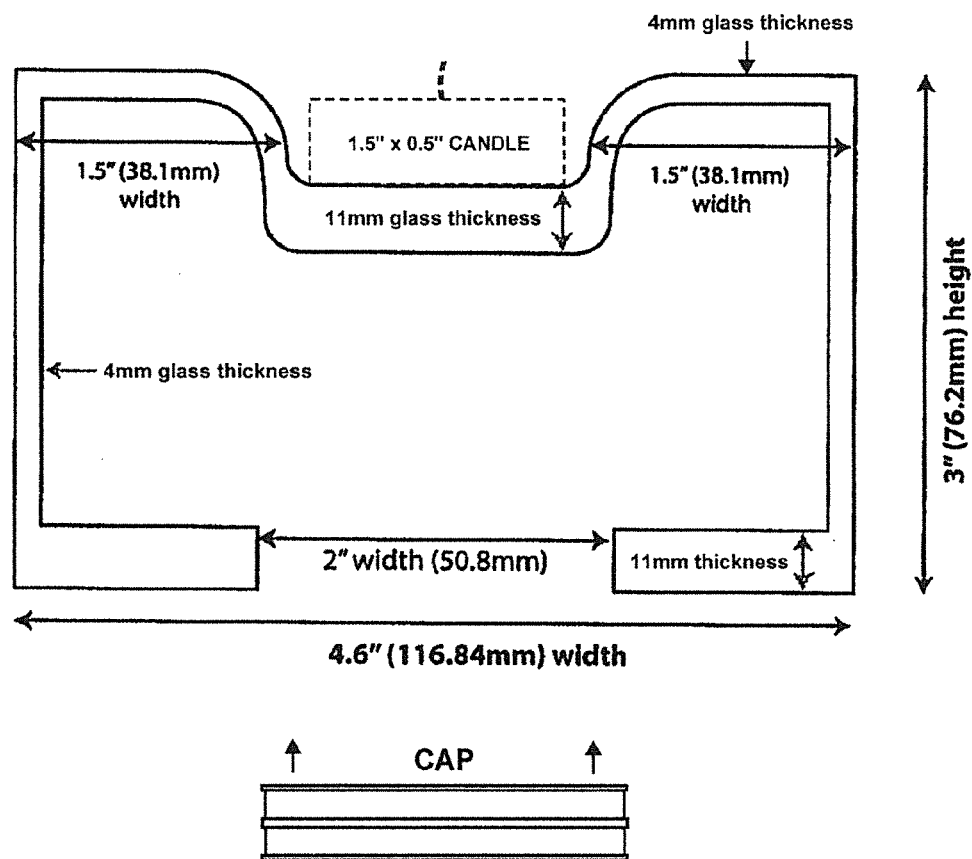 4mm glass thickness
1.5" x 0.5" CANDLE
1.5" (38.1mm)
width
1.5" (38.1mm)
width
11mm glass thickness
3" (76.2mm) height
4mm glass thickness
2" width (50.8mm)
11mm thickness
4.6" (116.84mm) width
CAP